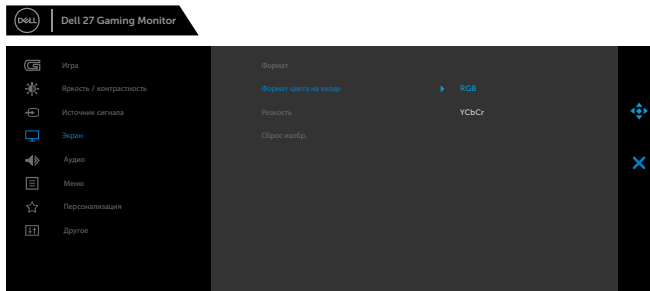 DELL
Dell 27 Gaming Monitor
Игра
Формат
Яркость / контрастность
Формат цвета на входе
RGB
Источник сигнала
Резкость
YCbCr
Экран
Сброс изобр.
Аудио
Меню
Персонализация
Другое